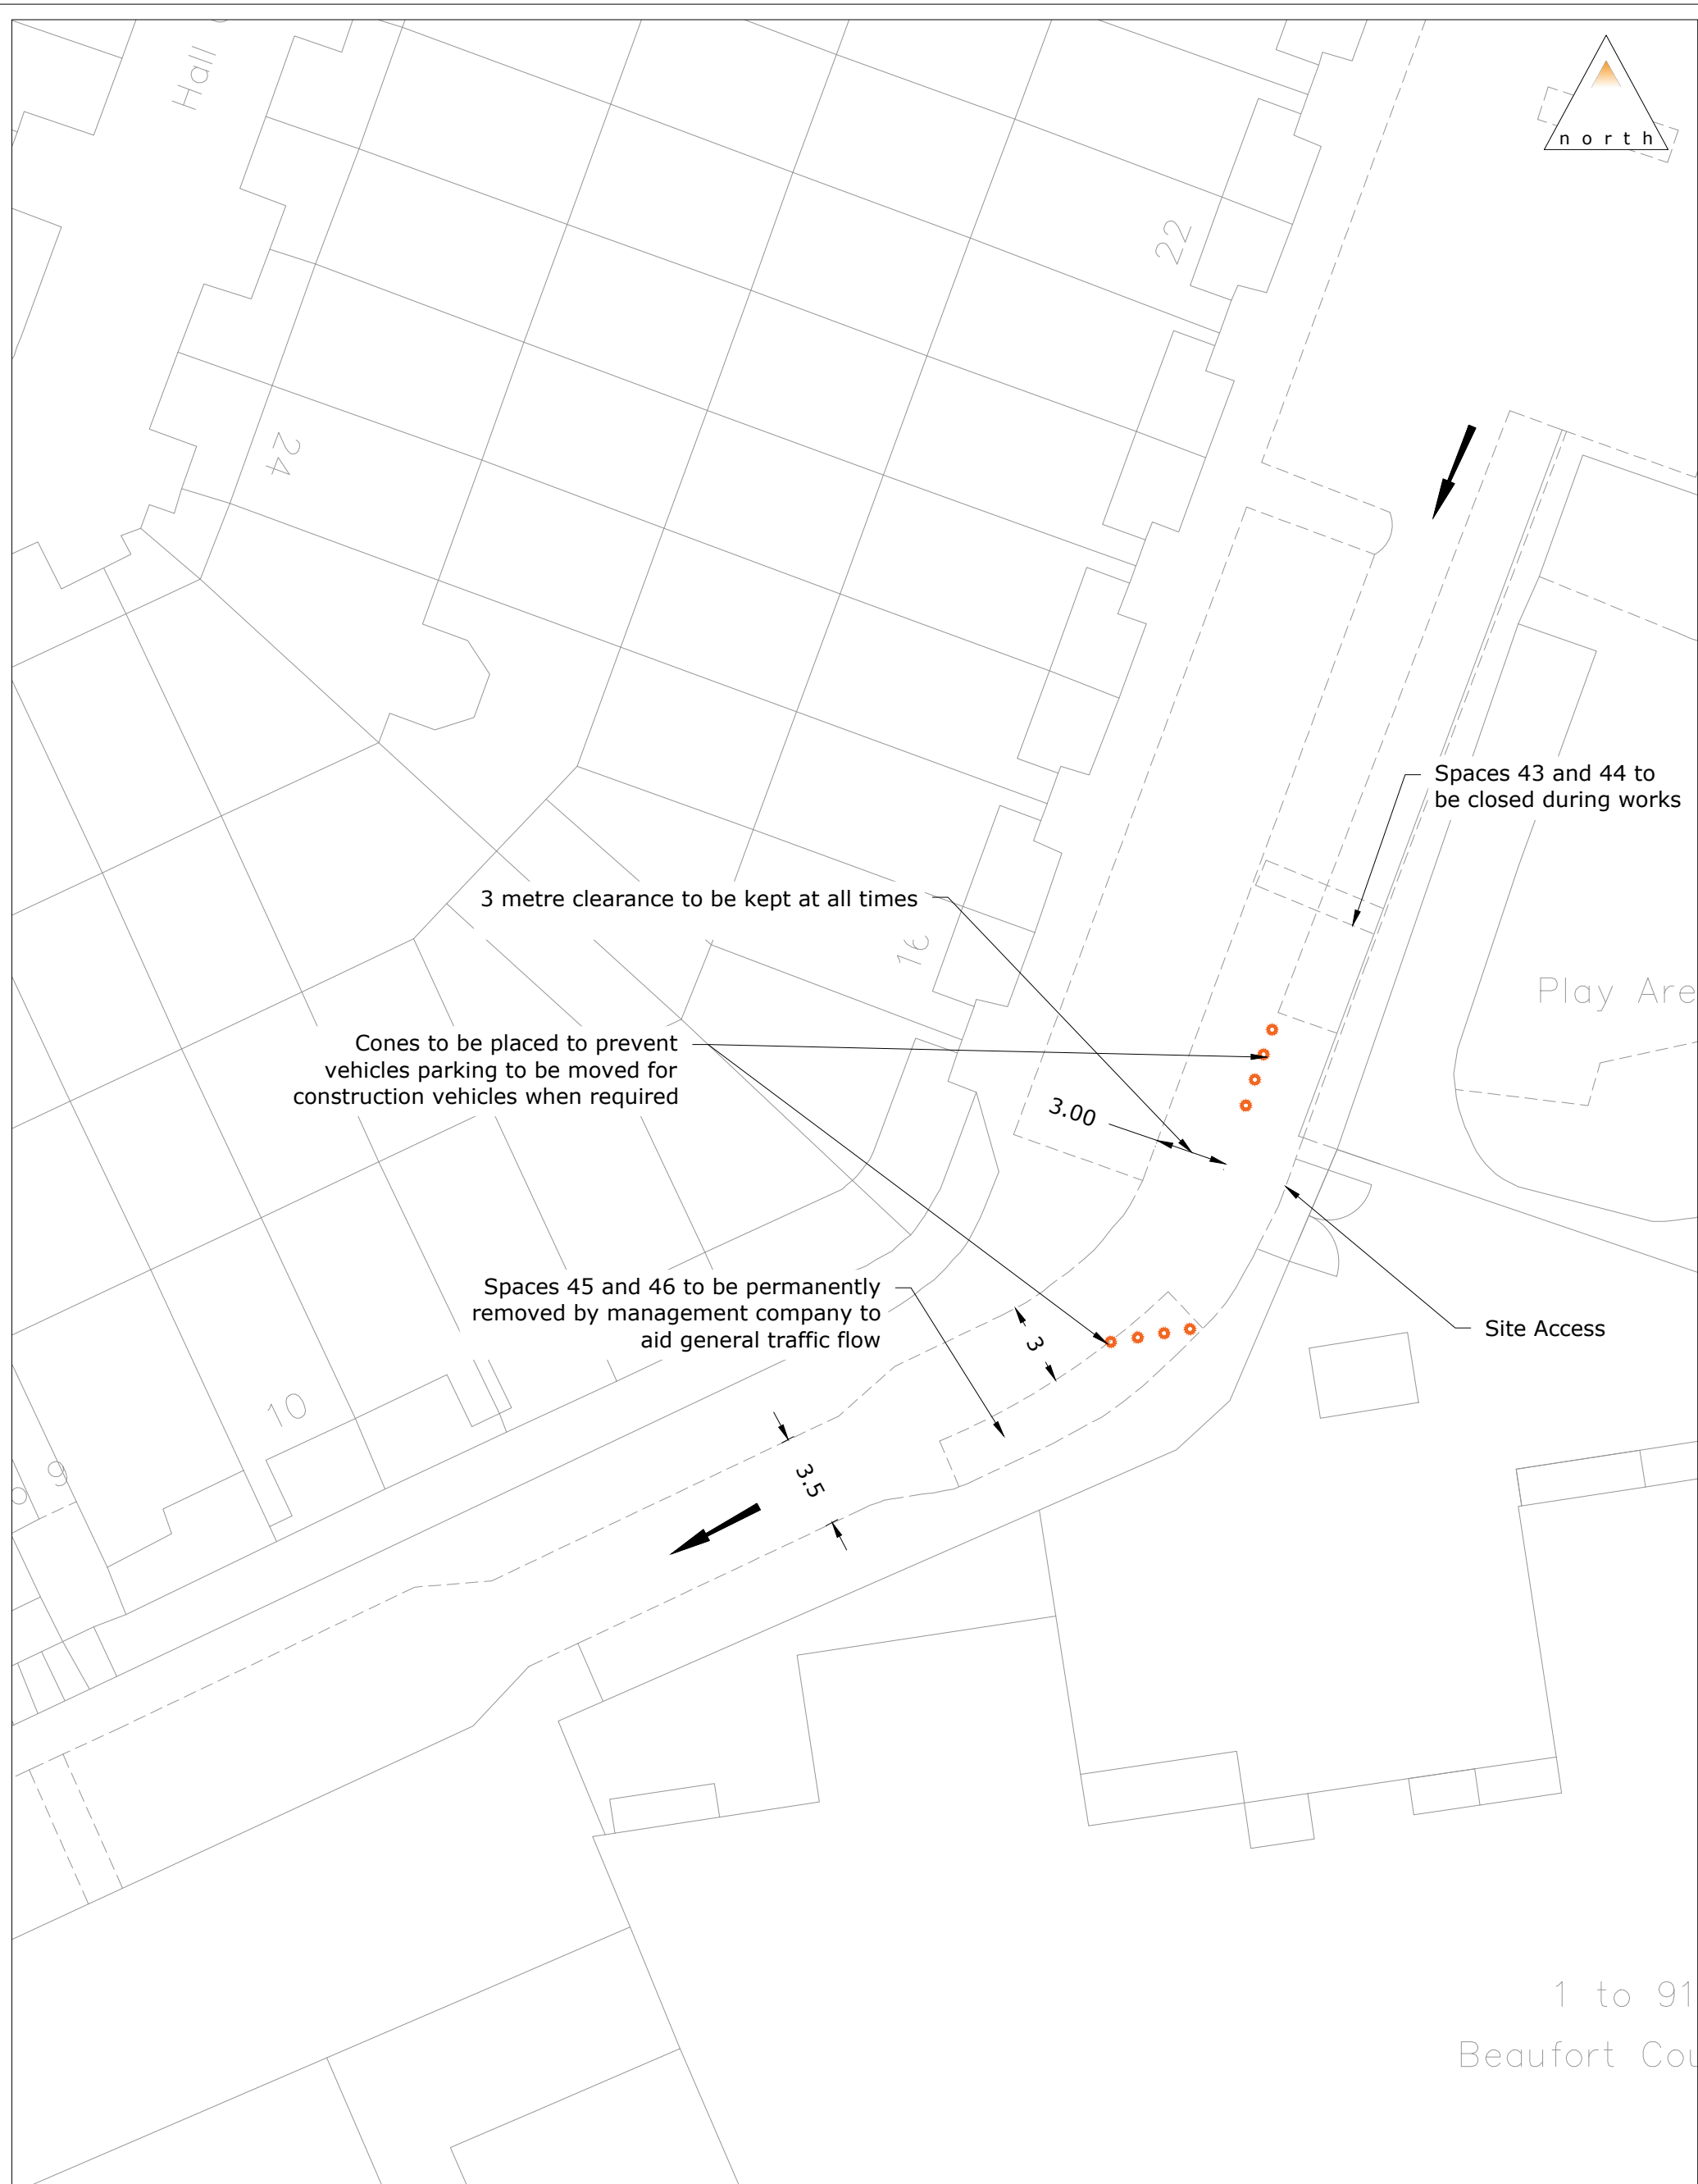 Hall
north
22
24
Spaces 43 and 44 to
be closed during works
3 metre clearance to be kept at all times
16
Play Are
Cones to be placed to prevent
vehicles parking to be moved for
construction vehicles when required
3.00
Spaces 45 and 46 to be permanently
removed by management company to
aid general traffic flow
3
Site Access
10
9
3.5
1 to 91
Beaufort Cou